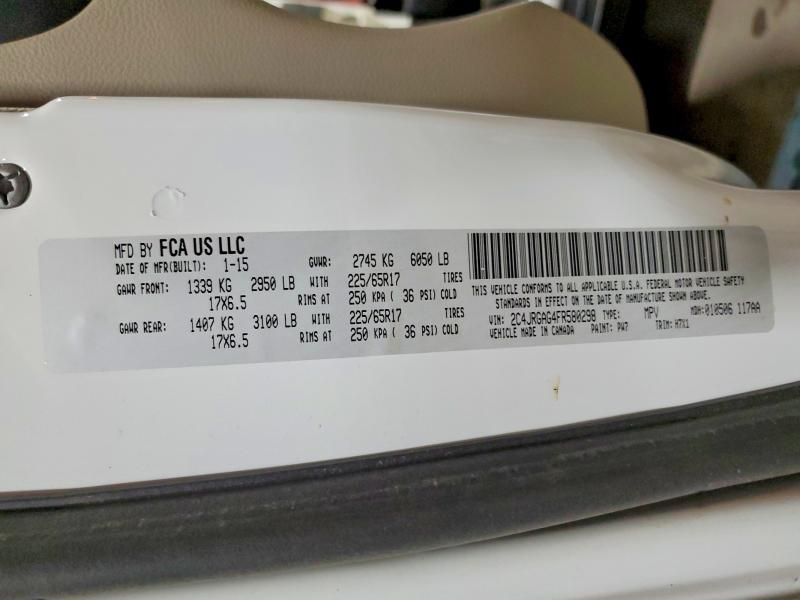 MFD BY FCA US LLC
DATE OF MFR(BUILT): 1-15 GVWR: 2745 KG 6050 LB
GAWR FRONT: 1339 KG 2950 LB WITH 225/65R17 TIRES
17X6.5 RIMS AT 250 KPA ( 36 PSI) COLD
GAWR REAR: 1407 KG 3100 LB WITH 225/65R17 TIRES
17X6.5 RIMS AT 250 KPA ( 36 PSI) COLD
THIS VEHICLE CONFORMS TO ALL APPLICABLE U.S.A. FEDERAL MOTOR VEHICLE SAFETY
STANDARDS IN EFFECT ON THE DATE OF MANUFACTURE SHOWN ABOVE.
VIN: 2C4JRGAG4FR580298 TYPE: MPV MDH: 010506 117AA
VEHICLE MADE IN CANADA PAINT: PW7 TRIM: H7X1